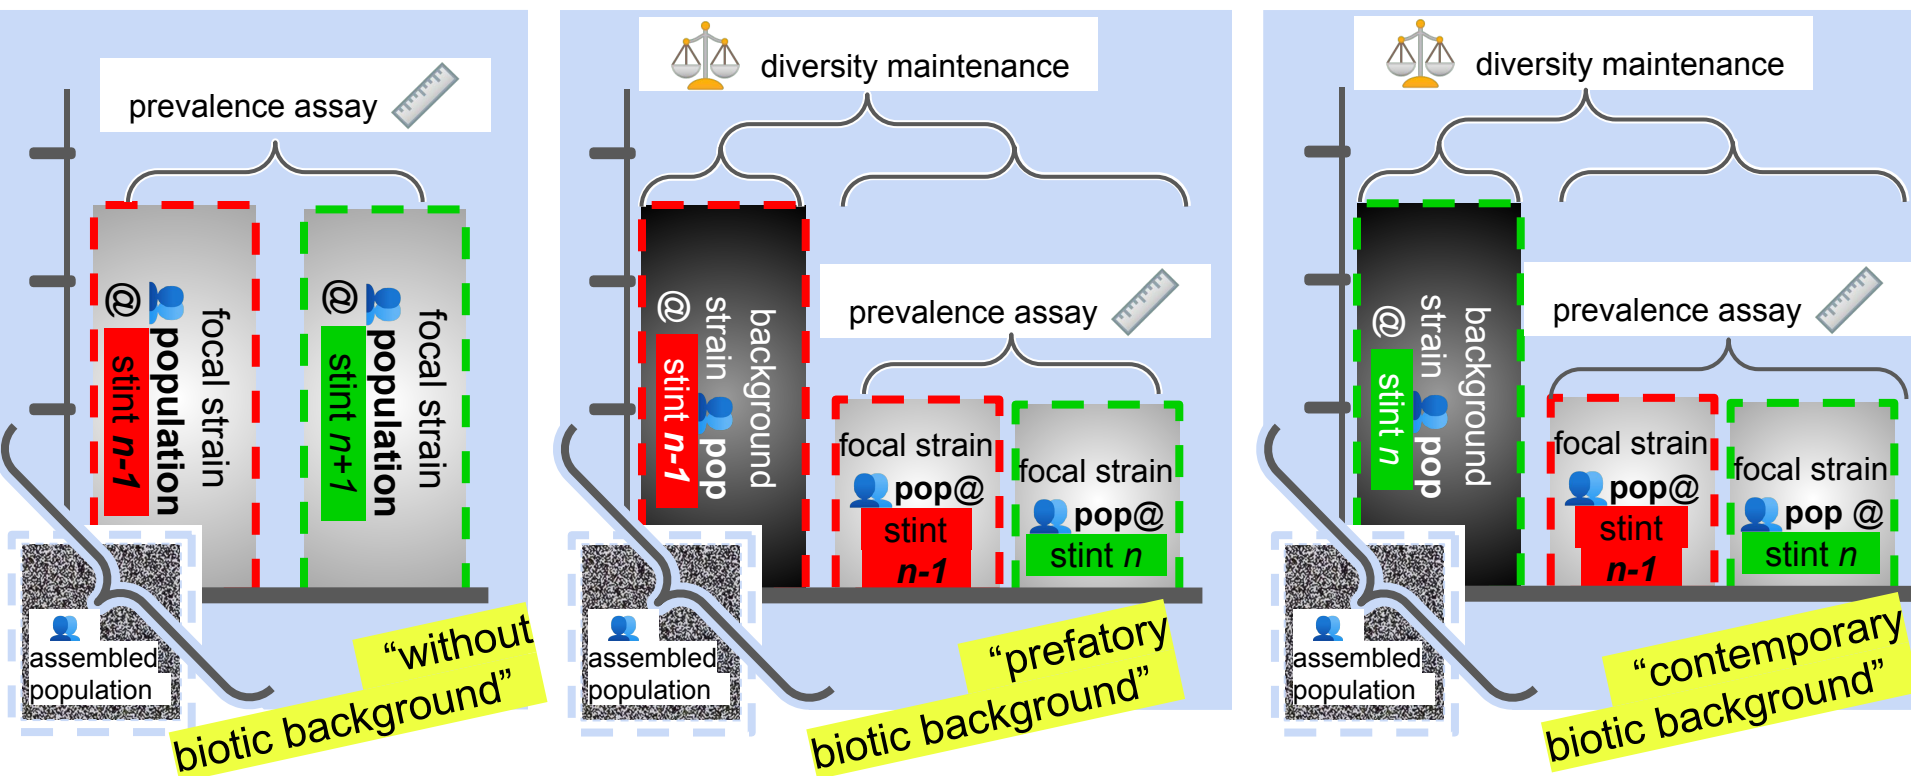 prevalence assay
focal strain
population
@ stint n-1
focal strain
population
@ stint n+1
assembled
population
“without
biotic background”
diversity maintenance
background
strain pop
@ stint n-1
prevalence assay
focal strain
pop@
stint
n-1
focal strain
pop@
stint n
assembled
population
“prefatory
biotic background”
diversity maintenance
background
strain pop
@ stint n
prevalence assay
focal strain
pop@
stint
n-1
focal strain
pop @
stint n
assembled
population
“contemporary
biotic background”